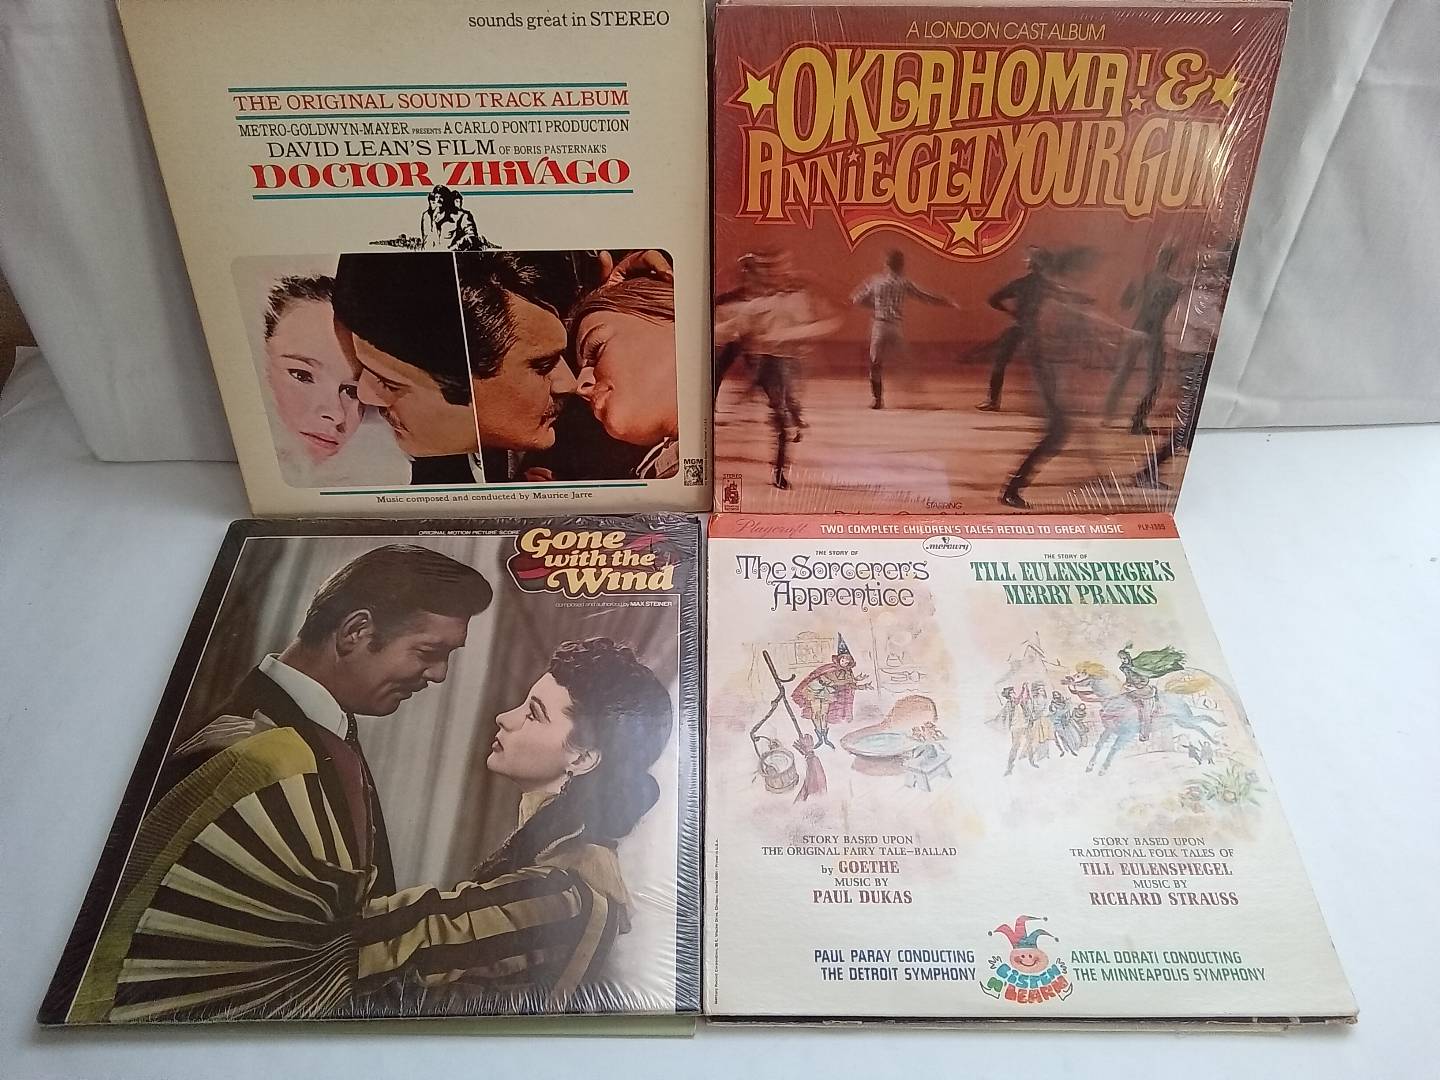 sounds great in STEREO
THE ORIGINAL SOUND TRACK ALBUM
METRO-GOLDWYN-MAYER PRESENTS A CARLO PONTI PRODUCTION
DAVID LEAN'S FILM OF BORIS PASTERNAK'S
DOCTOR ZHIVAGO
MGM
Music composed and conducted by Maurice Jarre
A LONDON CAST ALBUM
OKLAHOMA! &
ANNIE GET YOUR GUN
STEREO
STARRING
ORIGINAL MOTION PICTURE SCORE
Gone
with the
Wind
composed and authorized by MAX STEINER
Playcraft TWO COMPLETE CHILDREN'S TALES RETOLD TO GREAT MUSIC PLP-1305
mercury
THE STORY OF
The Sorcerer's
Apprentice
THE STORY OF
TILL EULENSPIEGEL'S
MERRY PRANKS
STORY BASED UPON
THE ORIGINAL FAIRY TALE-BALLAD
by GOETHE
MUSIC BY
PAUL DUKAS
STORY BASED UPON
TRADITIONAL FOLK TALES OF
TILL EULENSPIEGEL
MUSIC BY
RICHARD STRAUSS
PAUL PARAY CONDUCTING
THE DETROIT SYMPHONY
LISTEN
N' LEARN
ANTAL DORATI CONDUCTING
THE MINNEAPOLIS SYMPHONY